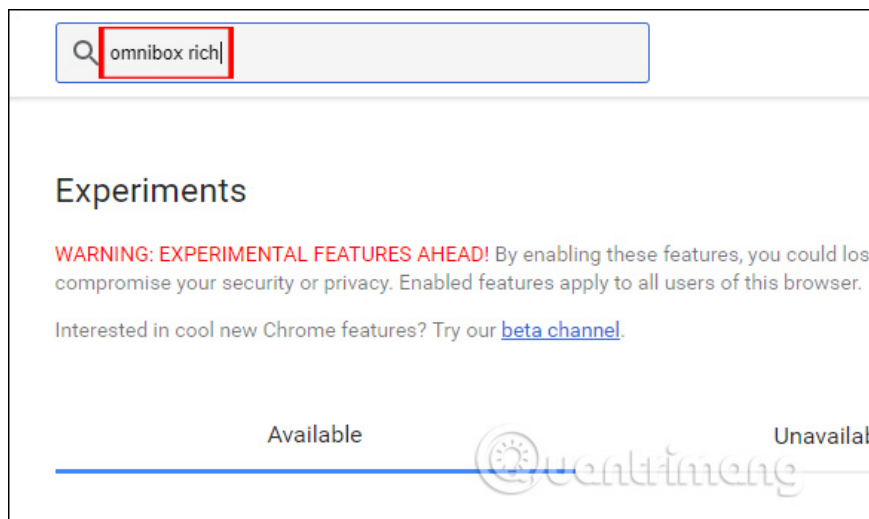 omnibox rich
Experiments
WARNING: EXPERIMENTAL FEATURES AHEAD! By enabling these features, you could los
compromise your security or privacy. Enabled features apply to all users of this browser.
Interested in cool new Chrome features? Try our beta channel.
Available Unavailab
Quantrimang